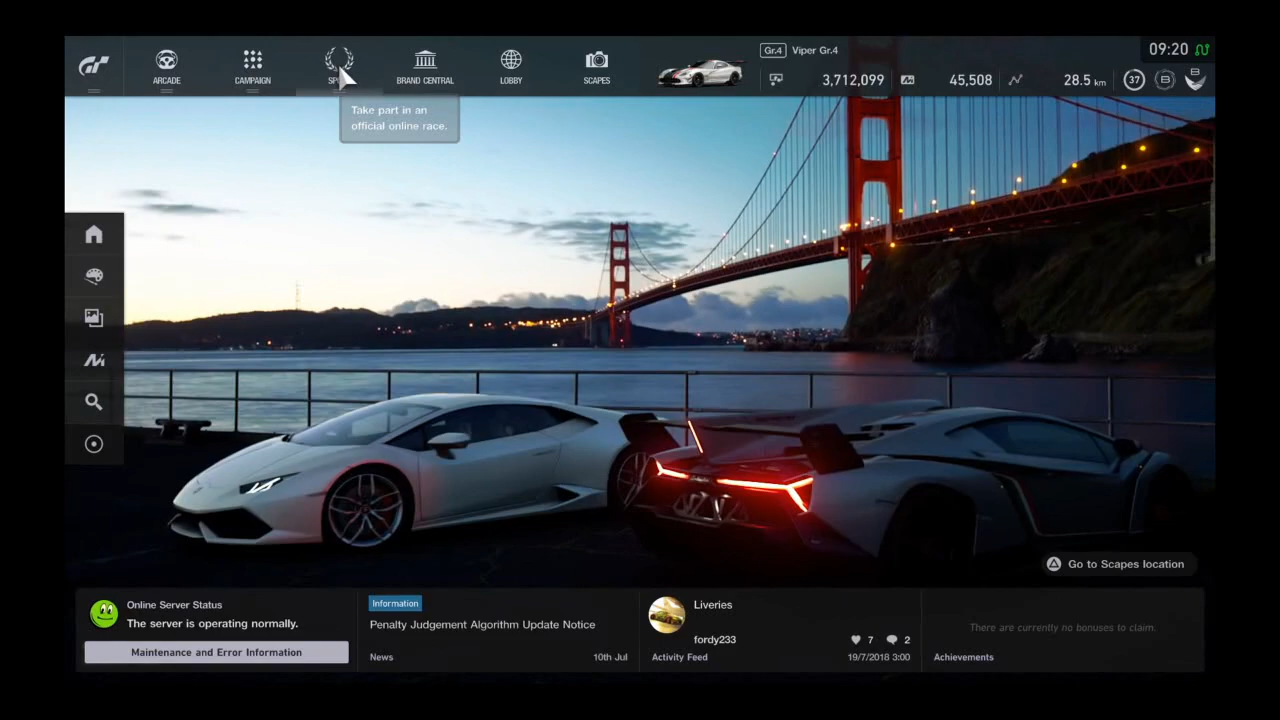 Gr.4 Viper Gr.4
09:20
ARCADE
CAMPAIGN
BRAND CENTRAL
LOBBY
SCAPES
3,712,099
45,508
28.5 km
37
B
B
Take part in an
official online race.
Go to Scapes location
Online Server Status
The server is operating normally.
Maintenance and Error Information
Information
Penalty Judgement Algorithm Update Notice
News
10th Jul
Liveries
fordy233
7
2
Activity Feed
19/7/2018 3:00
There are currently no bonuses to claim.
Achievements